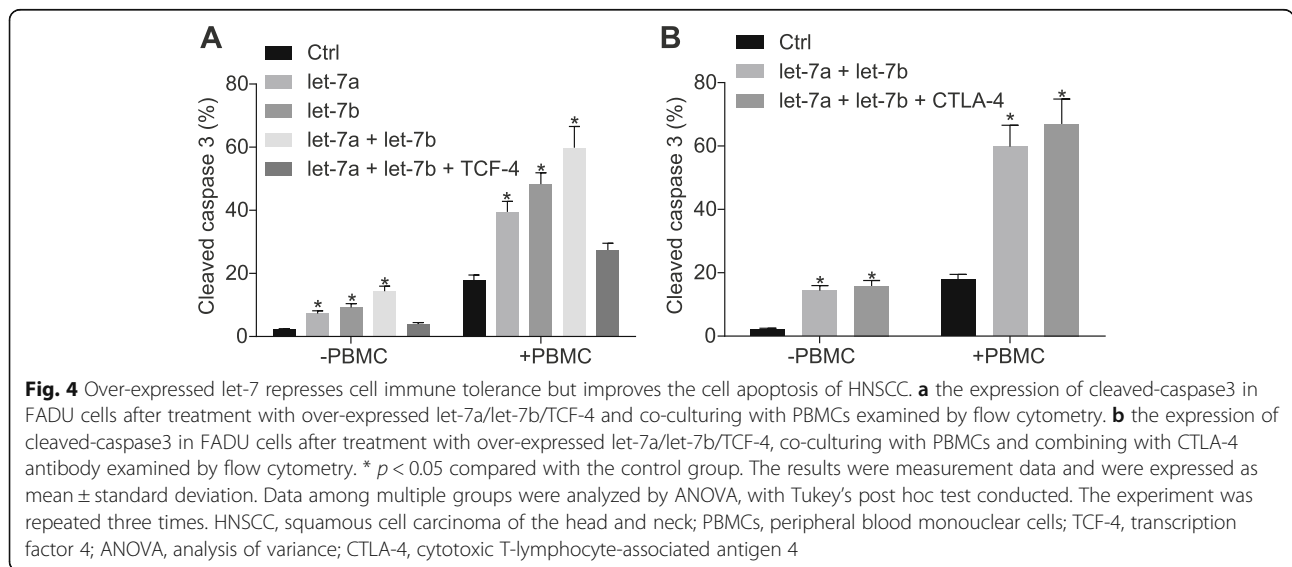 A
Ctrl
let-7a
let-7b
let-7a + let-7b
let-7a + let-7b + TCF-4
Cleaved caspase 3 (%)
80
60
40
20
0
* * * * * *
-PBMC +PBMC
B
Ctrl
let-7a + let-7b
let-7a + let-7b + CTLA-4
Cleaved caspase 3 (%)
80
60
40
20
0
* * * *
-PBMC +PBMC
Fig. 4 Over-expressed let-7 represses cell immune tolerance but improves the cell apoptosis of HNSCC. a the expression of cleaved-caspase3 in
FADU cells after treatment with over-expressed let-7a/let-7b/TCF-4 and co-culturing with PBMCs examined by flow cytometry. b the expression of
cleaved-caspase3 in FADU cells after treatment with over-expressed let-7a/let-7b/TCF-4, co-culturing with PBMCs and combining with CTLA-4
antibody examined by flow cytometry. * p < 0.05 compared with the control group. The results were measurement data and were expressed as
mean ± standard deviation. Data among multiple groups were analyzed by ANOVA, with Tukey's post hoc test conducted. The experiment was
repeated three times. HNSCC, squamous cell carcinoma of the head and neck; PBMCs, peripheral blood monouclear cells; TCF-4, transcription
factor 4; ANOVA, analysis of variance; CTLA-4, cytotoxic T-lymphocyte-associated antigen 4